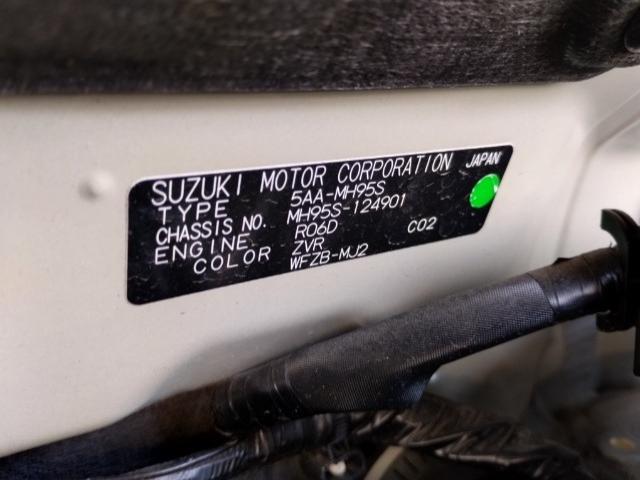 SUZUKI MOTOR CORPORATION JAPAN
TYPE 5AA-MH95S
CHASSIS NO. MH95S-124901
ENGINE R06D C02
COLOR ZVR
WFZB-MJ2